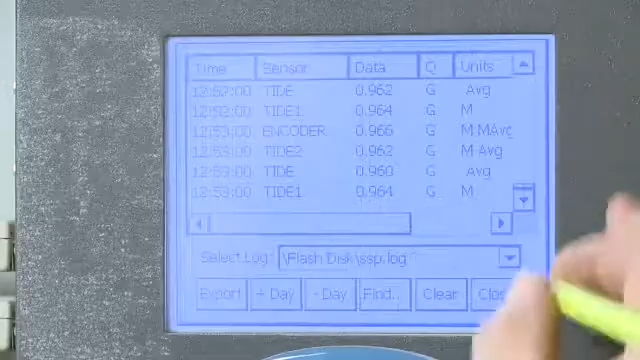 Time Sensor Data Q Units
12:52:00 TIDE 0.962 G Avg
12:52:00 TIDE1 0.964 G M
12:53:00 ENCODER 0.966 G M MAvg
12:53:00 TIDE2 0.962 G M Avg
12:53:00 TIDE 0.960 G Avg
12:53:00 TIDE1 0.964 G M
Select Log: \Flash Disk\ssp.log
Export + Day - Day Find.. Clear